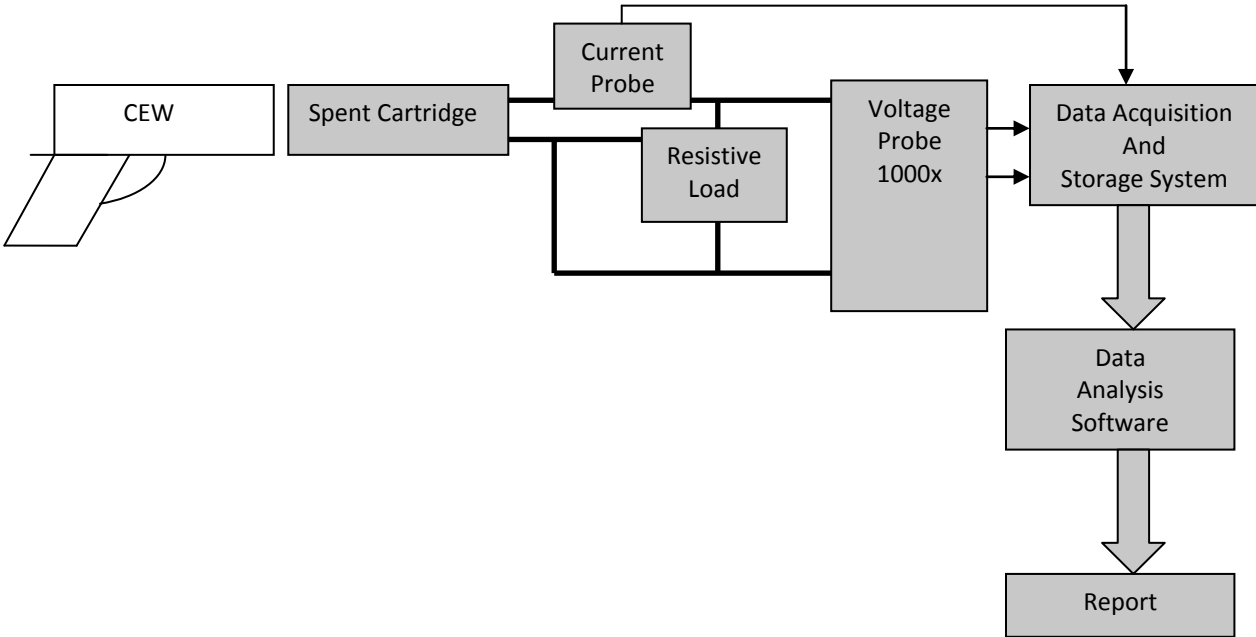 CEW
Spent Cartridge
Current
Probe
Resistive
Load
Voltage
Probe
1000x
Data Acquisition
And
Storage System
Data
Analysis
Software
Report